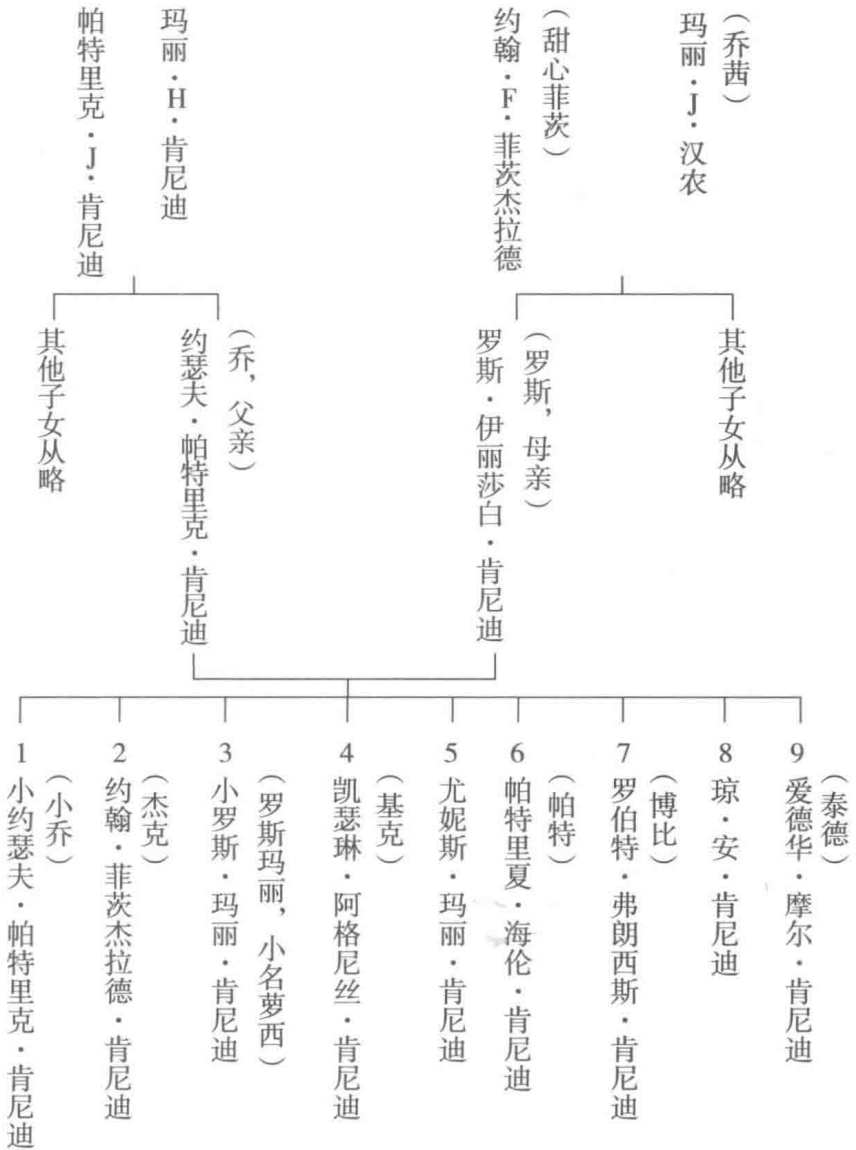 帕特里克·J·肯尼迪
玛丽·H·肯尼迪
约翰·F·菲茨杰拉德
（甜心菲茨）
玛丽·J·汉农
（乔茜）
其他子女从略
约瑟夫·帕特里克·肯尼迪
（乔，父亲）
罗斯·伊丽莎白·肯尼迪
（罗斯，母亲）
其他子女从略
1 小约瑟夫·帕特里克·肯尼迪
（小乔）
2 约翰·菲茨杰拉德·肯尼迪
（杰克）
3 小罗斯·玛丽·肯尼迪
（罗斯玛丽，小名萝西）
4 凯瑟琳·阿格尼丝·肯尼迪
（基克）
5 尤妮斯·玛丽·肯尼迪
6 帕特里夏·海伦·肯尼迪
（帕特）
7 罗伯特·弗朗西斯·肯尼迪
（博比）
8 琼·安·肯尼迪
9 爱德华·摩尔·肯尼迪
（泰德）